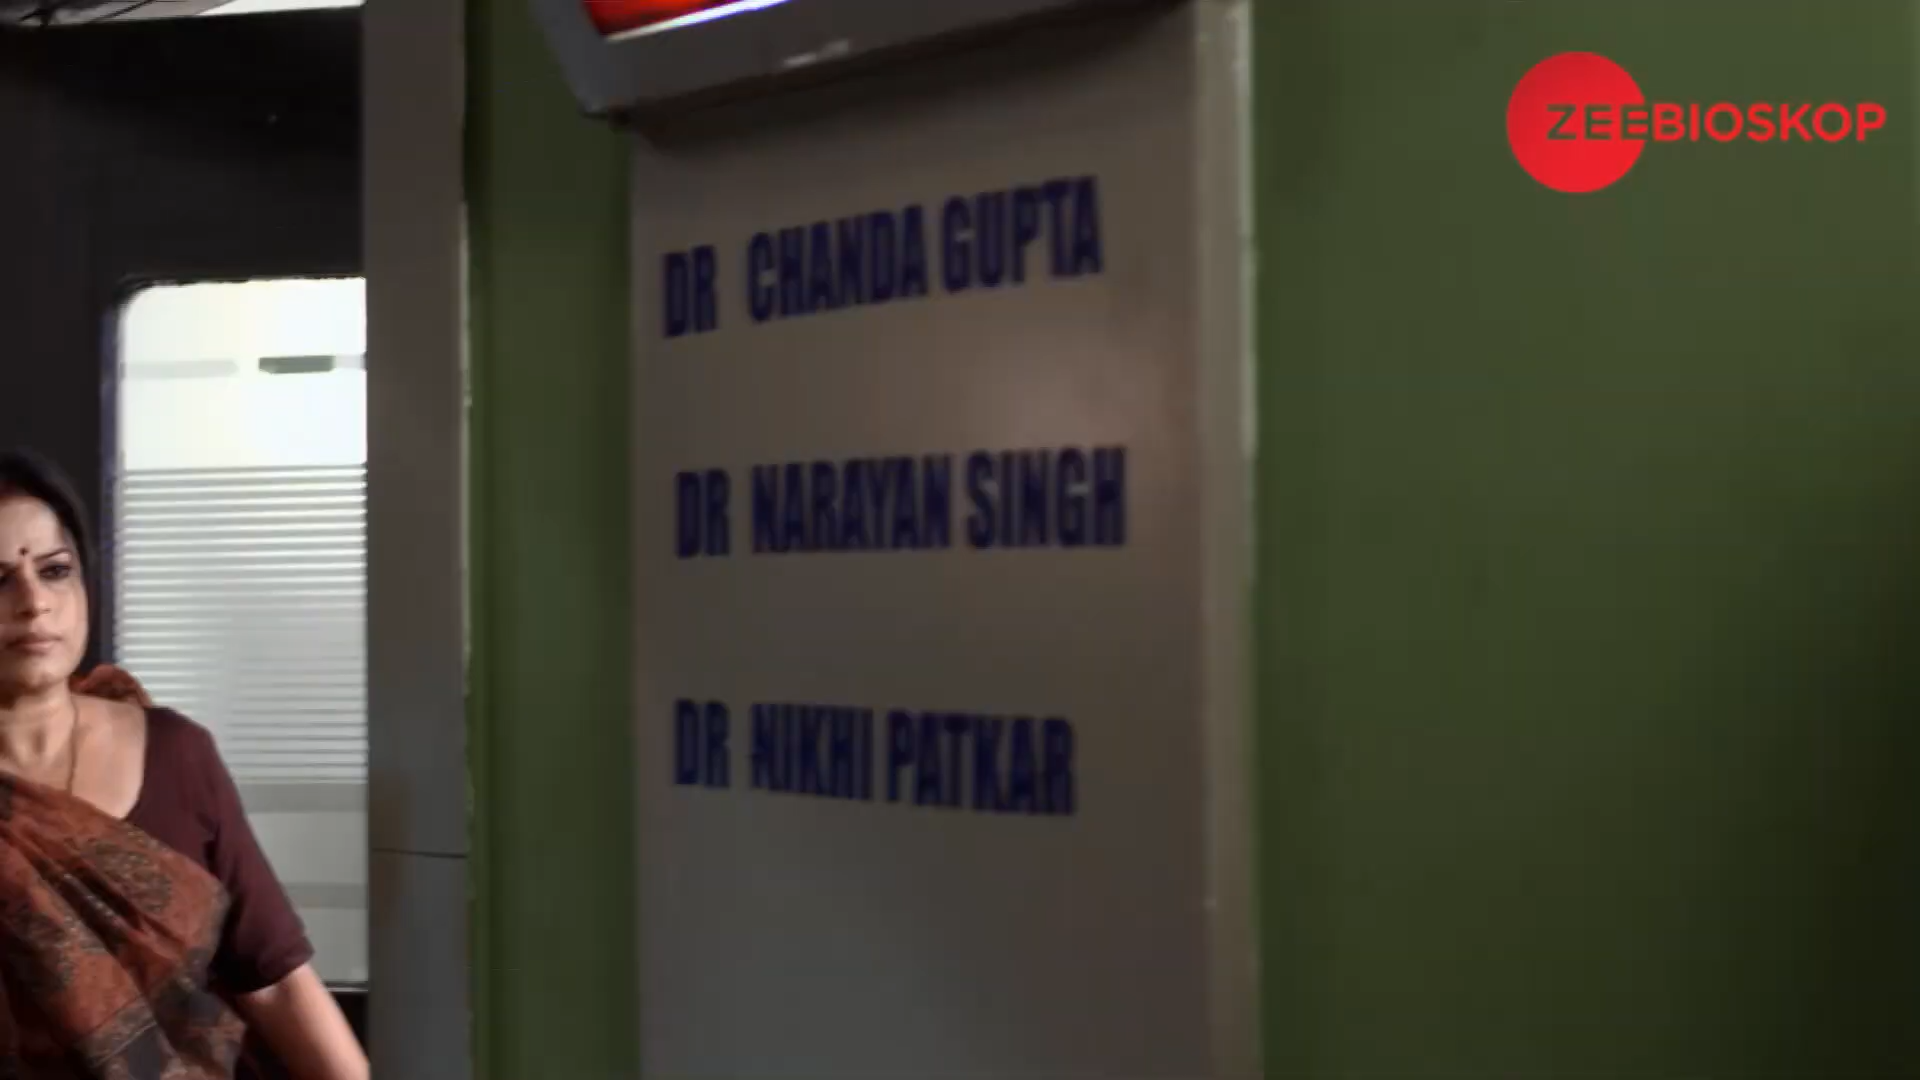 ZEEBIOSKOP
DR CHANDA GUPTA
DR NARAYAN SINGH
DR NIKHI PATKAR